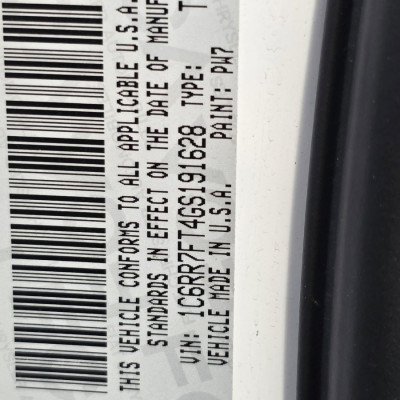 THIS VEHICLE CONFORMS TO ALL APPLICABLE U.S.A.
STANDARDS IN EFFECT ON THE DATE OF MANUF
VIN: 1C6RR7FT4GS191628 TYPE: T
VEHICLE MADE IN U.S.A. PAINT: PW7